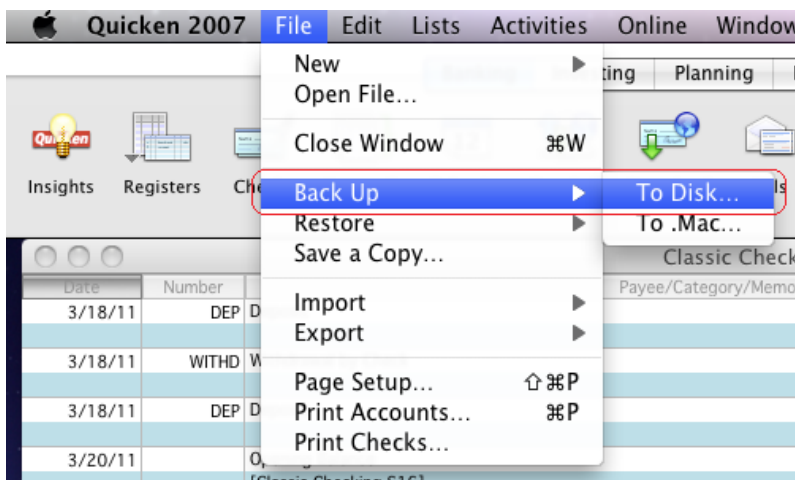 Quicken 2007 File Edit Lists Activities Online Window
New
ting Planning
Open File...
Close Window ⌘W
Quicken
Insights Registers
Back Up To Disk...
Restore To .Mac...
Save a Copy...
Classic Check
Date Number Payee/Category/Memo
3/18/11 DEP
Import
Export
3/18/11 WITHD
Page Setup... ⇧⌘P
3/18/11 DEP
Print Accounts... ⌘P
Print Checks...
3/20/11